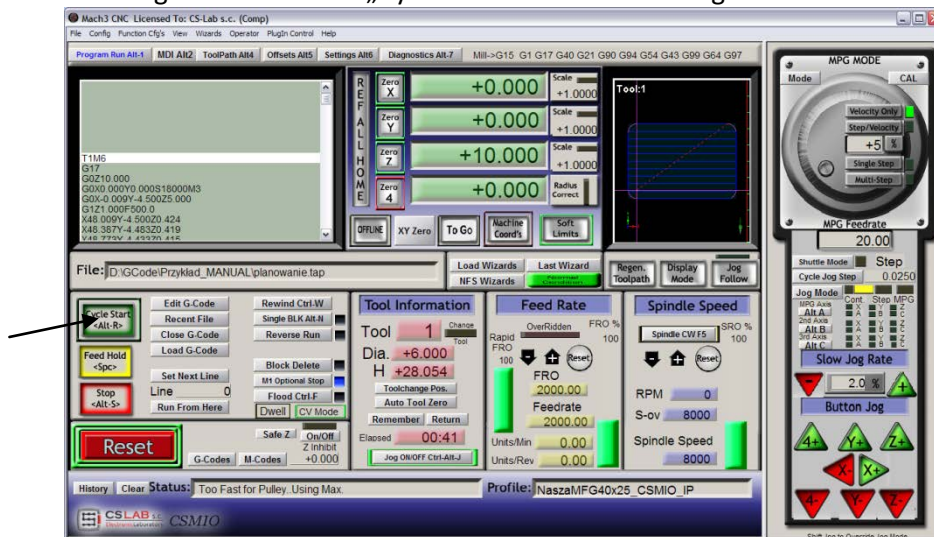 Mach3 CNC Licensed To: CS-Lab s.c. (Comp)
File Config Function Cfg's View Wizards Operator PlugIn Control Help
Program Run Alt-1 MDI Alt2 ToolPath Alt4 Offsets Alt5 Settings Alt6 Diagnostics Alt-7 Mill->G15 G1 G17 G40 G21 G90 G94 G54 G43 G99 G64 G97
T1M6
G17
G0Z10.000
G0X0.000Y0.000S18000M3
G0X-0.009Y-4.500Z5.000
G1Z1.000F500.0
X48.009Y-4.500Z0.424
X48.387Y-4.483Z0.419
REF ALL HOME
Zero X +0.000 Scale +1.0000
Zero Y +0.000 Scale +1.0000
Zero Z +10.000 Scale +1.0000
Zero 4 +0.000 Radius Correct
OFFLINE XY Zero To Go Machine Coord's Soft Limits
Tool:1
File: D:\GCode\Przykład_MANUAL\planowanie.tap
Load Wizards Last Wizard
NFS Wizards
Regen. Toolpath Display Mode Jog Follow
Cycle Start <Alt-R>
Feed Hold <Spc>
Stop <Alt-S>
Edit G-Code
Recent File
Close G-Code
Load G-Code
Set Next Line
Line 0
Run From Here
Rewind Ctrl-W
Single BLK Alt-N
Reverse Run
Block Delete
M1 Optional Stop
Flood Ctrl-F
Dwell CV Mode
Reset
G-Codes M-Codes
Safe Z On/Off
Z Inhibit
+0.000
Tool Information
Tool 1 Change Tool
Dia. +6.000
H +28.054
Toolchange Pos.
Auto Tool Zero
Remember Return
Elapsed 00:41
Jog ON/OFF Ctrl-Alt-J
Feed Rate
OverRidden FRO %
Rapid FRO 100 Reset 100
FRO
2000.00
Feedrate
2000.00
Units/Min 0.00
Units/Rev 0.00
Spindle Speed
Spindle CW F5 SRO %
Reset 100
RPM 0
S-ov 8000
Spindle Speed
8000
History Clear Status: Too Fast for Pulley..Using Max. Profile: NaszaMFG40x25_CSMIO_IP
CSLAB s.c.
CSMIO
MPG MODE
Mode CAL
Velocity Only
Step/Velocity
+5 %
Single Step
Multi-Step
MPG Feedrate
20.00
Shuttle Mode Step
Cycle Jog Step 0.0250
Jog Mode Cont. Step MPG
MPG Axis
Alt A X Y Z A B C
2nd Axis
Alt B X Y Z A B C
3rd Axis
Alt C X Y Z A B C
Slow Jog Rate
2.0 %
Button Jog
4+ Y+ Z+
X- X+
4- Y- Z-